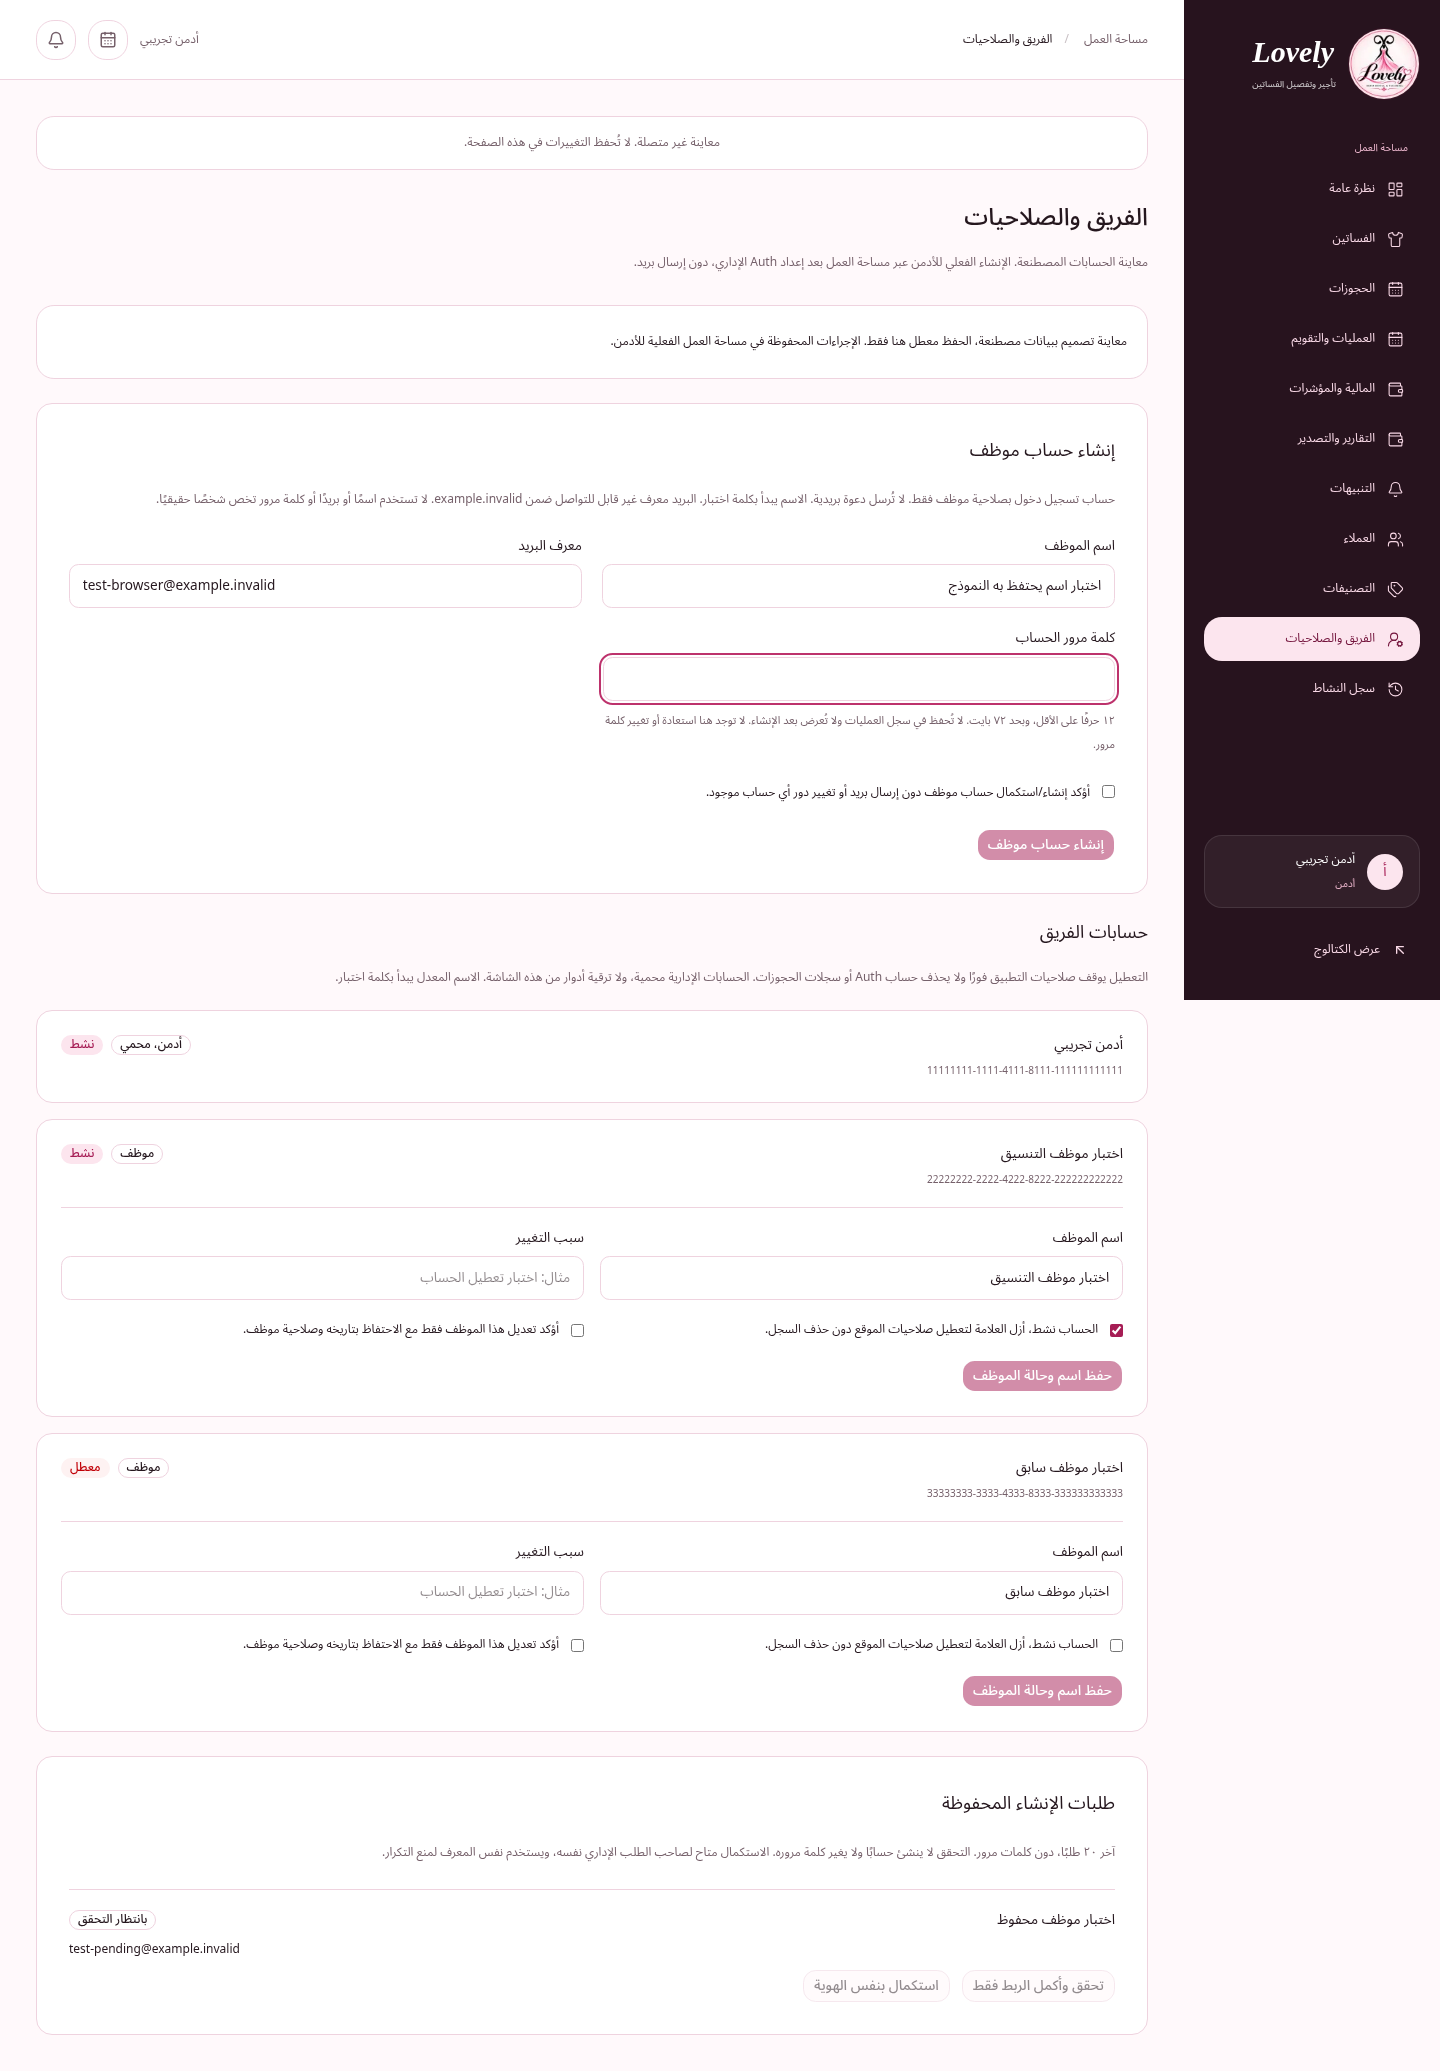 Lovely
Lovely
تأجير وتفصيل الفساتين
مساحة العمل
نظرة عامة
الفساتين
الحجوزات
العمليات والتقويم
المالية والمؤشرات
التقارير والتصدير
التنبيهات
العملاء
التصنيفات
الفريق والصلاحيات
سجل النشاط
أ
أدمن تجريبي
أدمن
عرض الكتالوج
مساحة العمل / الفريق والصلاحيات
أدمن تجريبي
معاينة غير متصلة. لا تُحفظ التغييرات في هذه الصفحة.
الفريق والصلاحيات
معاينة الحسابات المصطنعة. الإنشاء الفعلي للأدمن عبر مساحة العمل بعد إعداد Auth الإداري، دون إرسال بريد.
معاينة تصميم ببيانات مصطنعة، الحفظ معطل هنا فقط. الإجراءات المحفوظة في مساحة العمل الفعلية للأدمن.
إنشاء حساب موظف
حساب تسجيل دخول بصلاحية موظف فقط. لا تُرسل دعوة بريدية. الاسم يبدأ بكلمة اختبار. البريد معرف غير قابل للتواصل ضمن example.invalid. لا تستخدم اسمًا أو بريدًا أو كلمة مرور تخص شخصًا حقيقيًا.
اسم الموظف
اختبار اسم يحتفظ به النموذج
معرف البريد
test-browser@example.invalid
كلمة مرور الحساب
١٢ حرفًا على الأقل، وبحد ٧٢ بايت. لا تُحفظ في سجل العمليات ولا تُعرض بعد الإنشاء. لا توجد هنا استعادة أو تغيير كلمة
مرور.
أؤكد إنشاء/استكمال حساب موظف دون إرسال بريد أو تغيير دور أي حساب موجود.
إنشاء حساب موظف
حسابات الفريق
التعطيل يوقف صلاحيات التطبيق فورًا ولا يحذف حساب Auth أو سجلات الحجوزات. الحسابات الإدارية محمية، ولا ترقية أدوار من هذه الشاشة. الاسم المعدل يبدأ بكلمة اختبار.
أدمن تجريبي
11111111-1111-4111-8111-111111111111
أدمن، محمي
نشط
اختبار موظف التنسيق
22222222-2222-4222-8222-222222222222
موظف
نشط
اسم الموظف
اختبار موظف التنسيق
سبب التغيير
مثال: اختبار تعطيل الحساب
الحساب نشط، أزل العلامة لتعطيل صلاحيات الموقع دون حذف السجل.
أؤكد تعديل هذا الموظف فقط مع الاحتفاظ بتاريخه وصلاحية موظف.
حفظ اسم وحالة الموظف
اختبار موظف سابق
33333333-3333-4333-8333-333333333333
موظف
معطل
اسم الموظف
اختبار موظف سابق
سبب التغيير
مثال: اختبار تعطيل الحساب
الحساب نشط، أزل العلامة لتعطيل صلاحيات الموقع دون حذف السجل.
أؤكد تعديل هذا الموظف فقط مع الاحتفاظ بتاريخه وصلاحية موظف.
حفظ اسم وحالة الموظف
طلبات الإنشاء المحفوظة
آخر ٢٠ طلبًا، دون كلمات مرور. التحقق لا ينشئ حسابًا ولا يغير كلمة مروره. الاستكمال متاح لصاحب الطلب الإداري نفسه، ويستخدم نفس المعرف لمنع التكرار.
اختبار موظف محفوظ
بانتظار التحقق
test-pending@example.invalid
تحقق وأكمل الربط فقط
استكمال بنفس الهوية